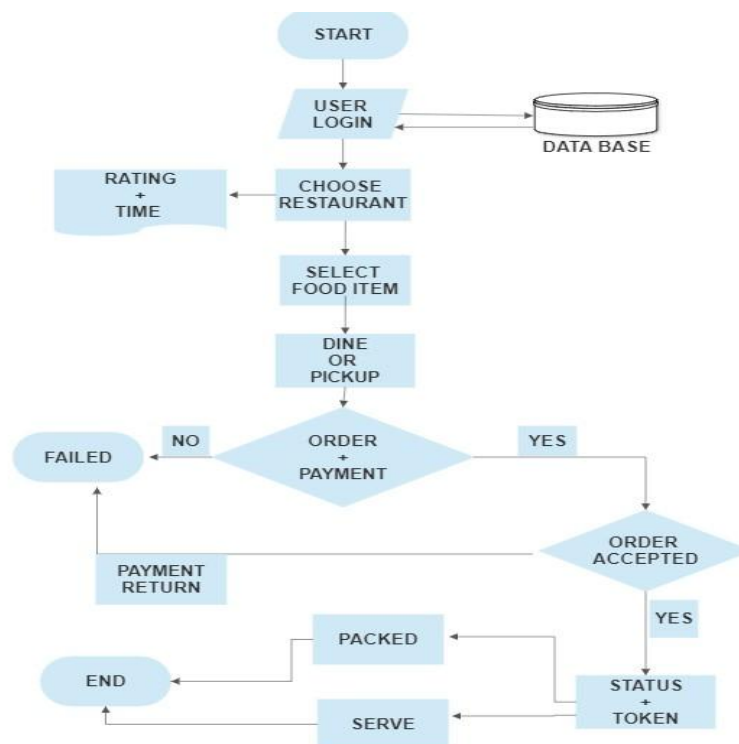 START
USER
LOGIN
DATA BASE
RATING
+
TIME
CHOOSE
RESTAURANT
SELECT
FOOD ITEM
DINE
OR
PICKUP
NO
ORDER
+
PAYMENT
YES
FAILED
ORDER
ACCEPTED
PAYMENT
RETURN
YES
PACKED
END
STATUS
+
TOKEN
SERVE